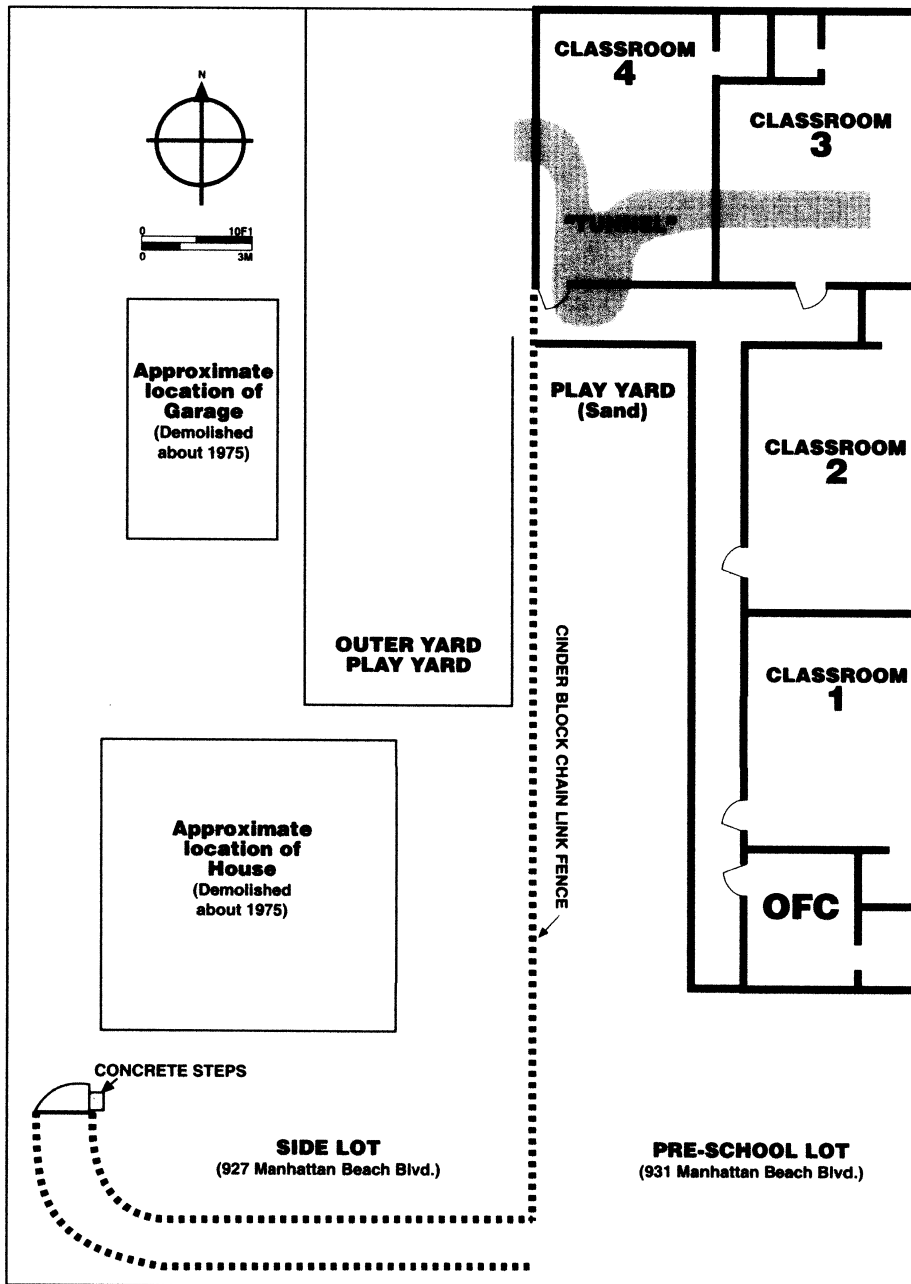 CLASSROOM
4
N
CLASSROOM
3
"TUNNEL"
0 10F1
0 3M
Approximate
location of
Garage
(Demolished
about 1975)
PLAY YARD
(Sand)
CLASSROOM
2
OUTER YARD
PLAY YARD
CINDER BLOCK CHAIN LINK FENCE
CLASSROOM
1
Approximate
location of
House
(Demolished
about 1975)
OFC
CONCRETE STEPS
SIDE LOT
(927 Manhattan Beach Blvd.)
PRE-SCHOOL LOT
(931 Manhattan Beach Blvd.)